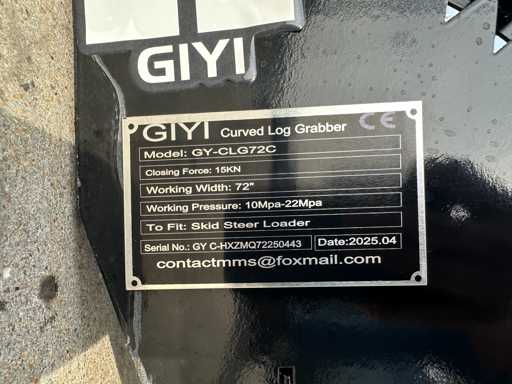 GIYI
GIYI Curved Log Grabber CE
Model: GY-CLG72C
Closing Force: 15KN
Working Width: 72"
Working Pressure: 10Mpa-22Mpa
To Fit: Skid Steer Loader
Serial No.: GY C-HXZMQ72250443 Date:2025.04
contactmms@foxmail.com